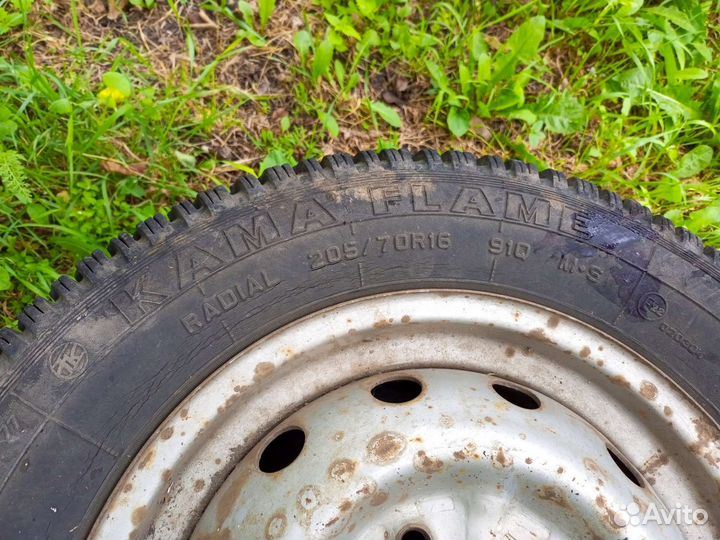 KAMA FLAME
RADIAL 205/70R16 91Q M+S
Avito